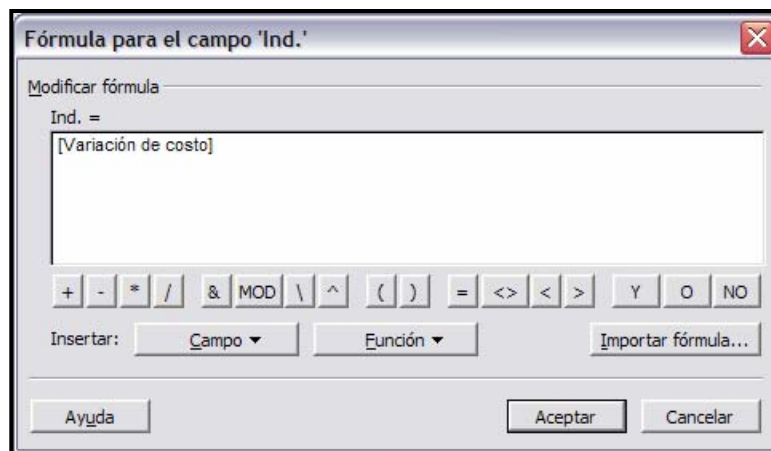 Fórmula para el campo 'Ind.'
Modificar fórmula
Ind. =
[Variación de costo]
+ - * / & MOD \ ^ ( ) = <> < > Y O NO
Insertar: Campo Función Importar fórmula...
Ayuda Aceptar Cancelar